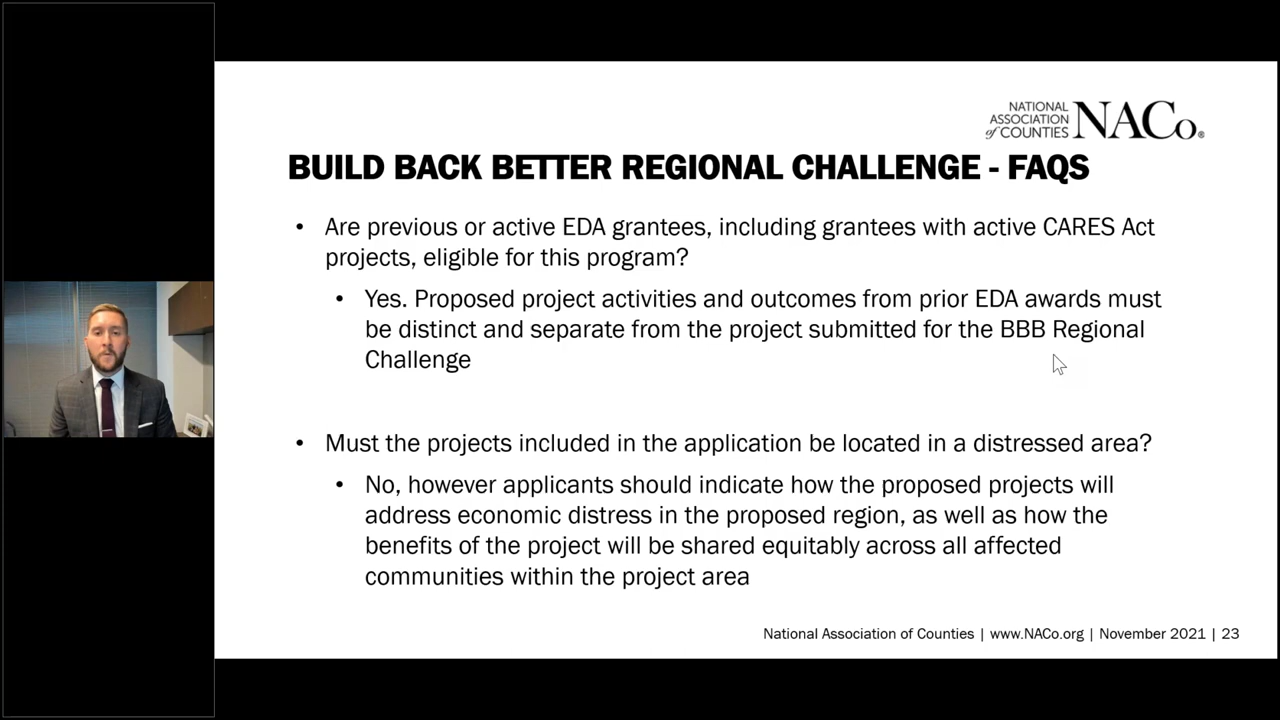 NATIONAL
ASSOCIATION
of COUNTIES
NACo®
BUILD BACK BETTER REGIONAL CHALLENGE - FAQS
• Are previous or active EDA grantees, including grantees with active CARES Act
projects, eligible for this program?
• Yes. Proposed project activities and outcomes from prior EDA awards must
be distinct and separate from the project submitted for the BBB Regional
Challenge
• Must the projects included in the application be located in a distressed area?
• No, however applicants should indicate how the proposed projects will
address economic distress in the proposed region, as well as how the
benefits of the project will be shared equitably across all affected
communities within the project area
National Association of Counties | www.NACo.org | November 2021 | 23